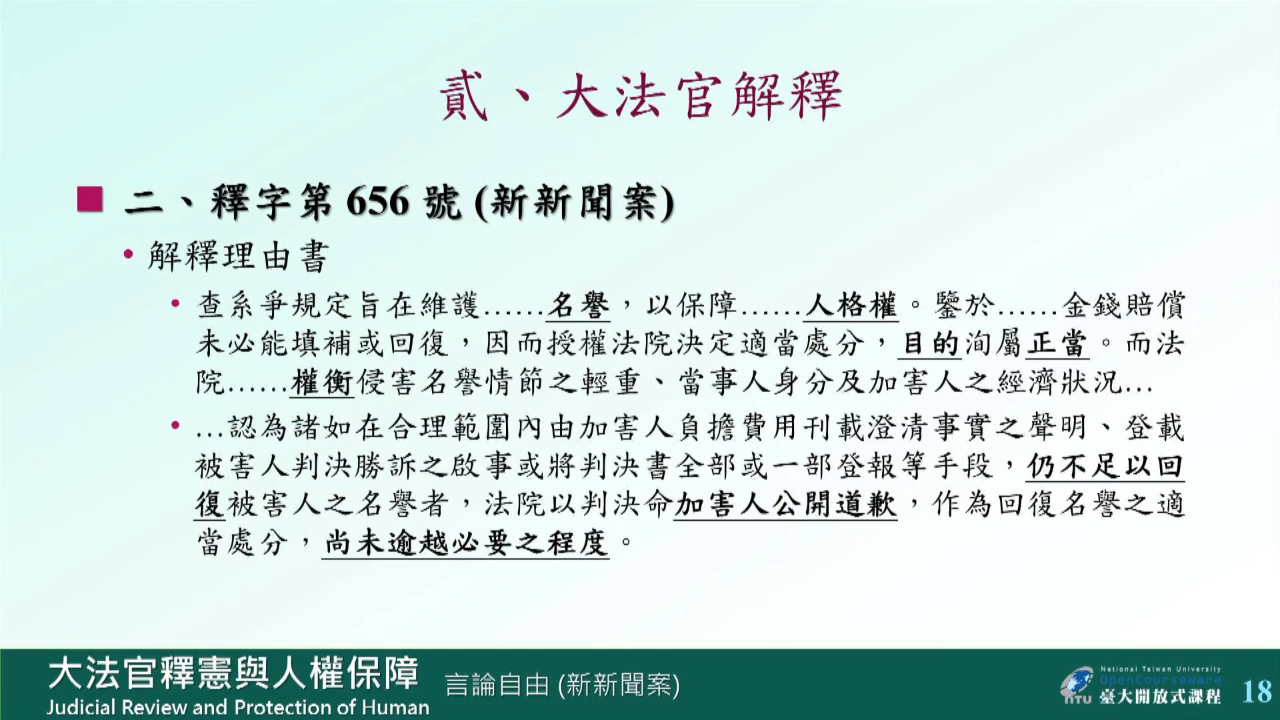 貳、大法官解釋
二、釋字第 656 號 (新新聞案)
解釋理由書
查系爭規定旨在維護……名譽，以保障……人格權。鑒於……金錢賠償
未必能填補或回復，因而授權法院決定適當處分，目的洵屬正當。而法
院……權衡侵害名譽情節之輕重、當事人身分及加害人之經濟狀況…
…認為諸如在合理範圍內由加害人負擔費用刊載澄清事實之聲明、登載
被害人判決勝訴之啟事或將判決書全部或一部登報等手段，仍不足以回
復被害人之名譽者，法院以判決命加害人公開道歉，作為回復名譽之適
當處分，尚未逾越必要之程度。
大法官釋憲與人權保障
Judicial Review and Protection of Human
言論自由 (新新聞案)
National Taiwan University
OpenCourseWare
NTU 臺大開放式課程
18